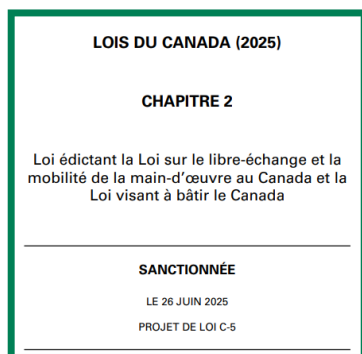 LOIS DU CANADA (2025)
CHAPITRE 2
Loi édictant la Loi sur le libre-échange et la
mobilité de la main-d'œuvre au Canada et la
Loi visant à bâtir le Canada
SANCTIONNÉE
LE 26 JUIN 2025
PROJET DE LOI C-5